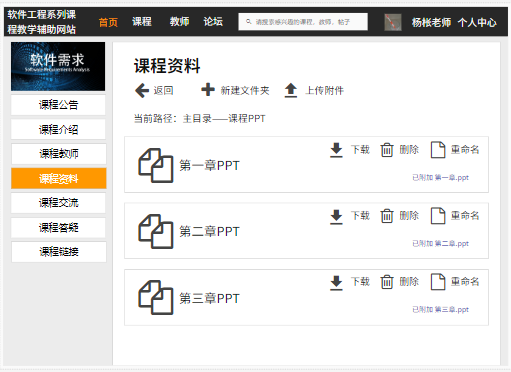 软件工程系列课
程教学辅助网站
首页 课程 教师 论坛
请搜索感兴趣的课程、教师、帖子
杨枨老师 个人中心
软件需求
Software Requirements Analysis
课程公告
课程介绍
课程教师
课程资料
课程交流
课程答疑
课程链接
课程资料
返回 新建文件夹 上传附件
当前路径：主目录——课程PPT
第一章PPT
下载 删除 重命名
已附加 第一章.ppt
第二章PPT
下载 删除 重命名
已附加 第二章.ppt
第三章PPT
下载 删除 重命名
已附加 第三章.ppt